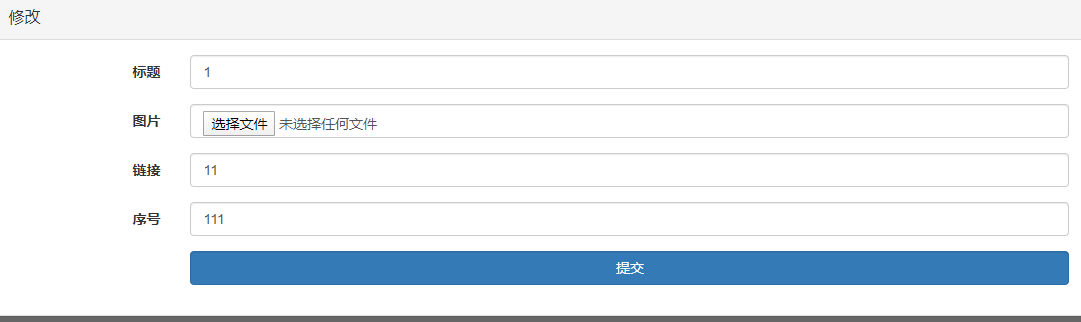 修改
标题 1
图片 选择文件 未选择任何文件
链接 11
序号 111
提交